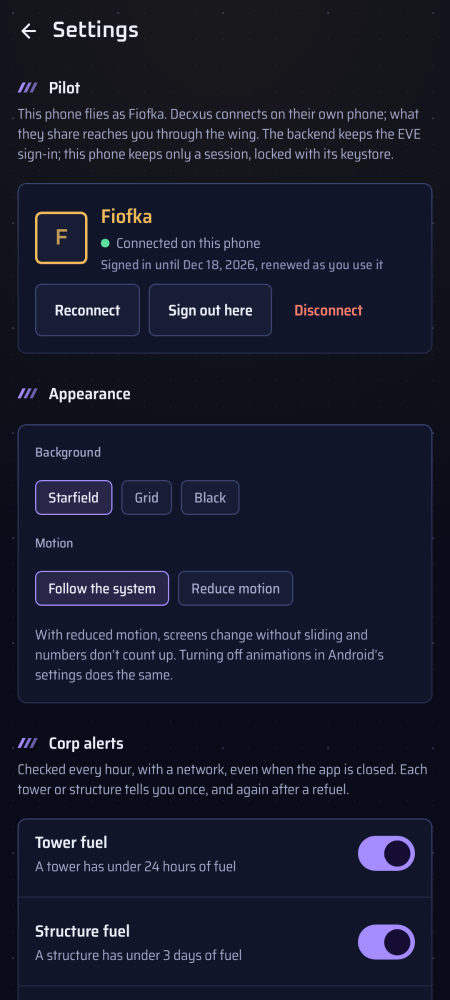 Settings
Pilot
This phone flies as Fiofka. Decxus connects on their own phone; what
they share reaches you through the wing. The backend keeps the EVE
sign-in; this phone keeps only a session, locked with its keystore.
F
Fiofka
Connected on this phone
Signed in until Dec 18, 2026, renewed as you use it
Reconnect
Sign out here
Disconnect
Appearance
Background
Starfield
Grid
Black
Motion
Follow the system
Reduce motion
With reduced motion, screens change without sliding and
numbers don't count up. Turning off animations in Android's
settings does the same.
Corp alerts
Checked every hour, with a network, even when the app is closed. Each
tower or structure tells you once, and again after a refuel.
Tower fuel
A tower has under 24 hours of fuel
Structure fuel
A structure has under 3 days of fuel